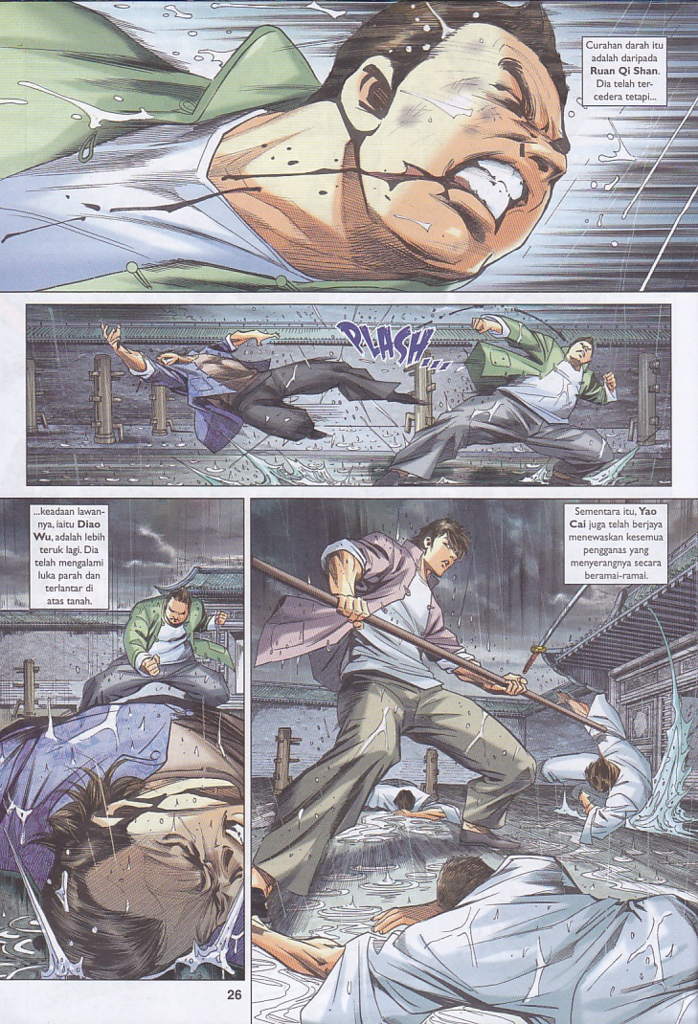 Curahan darah itu
adalah daripada
Ruan Qi Shan.
Dia telah ter-
cedera tetapi...
PLASH...
...keadaan lawan-
nya, iaitu Diao
Wu, adalah lebih
teruk lagi. Dia
telah mengalami
luka parah dan
terlantar di
atas tanah.
Sementara itu, Yao
Cai juga telah berjaya
menewaskan kesemua
pengganas yang
menyerangnya secara
beramai-ramai.
26